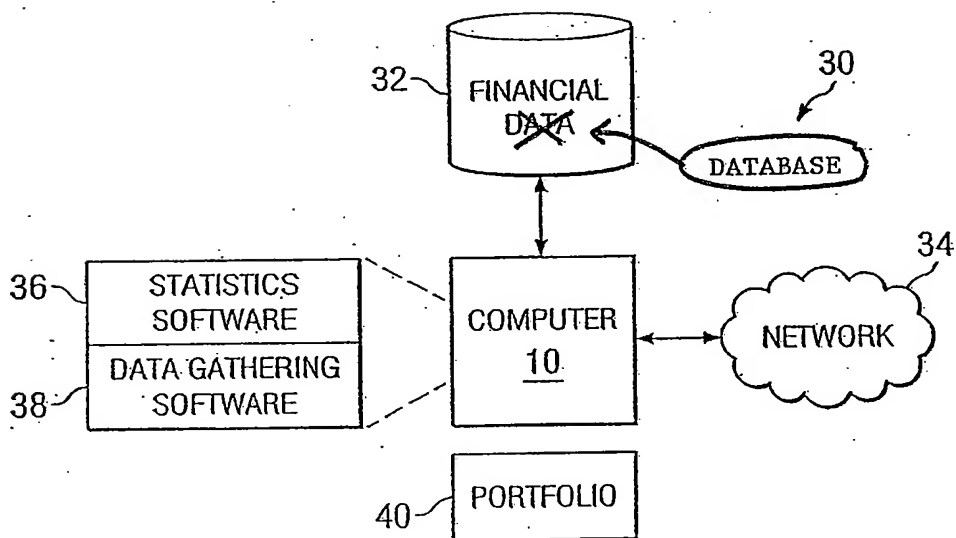 32
FINANCIAL
DATA
30
DATABASE
36
STATISTICS
SOFTWARE
38
DATA GATHERING
SOFTWARE
COMPUTER
10
34
NETWORK
40
PORTFOLIO